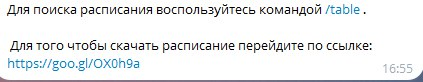 Для поиска расписания воспользуйтесь командой /table .
Для того чтобы скачать расписание перейдите по ссылке:
https://goo.gl/OX0h9a
16:55